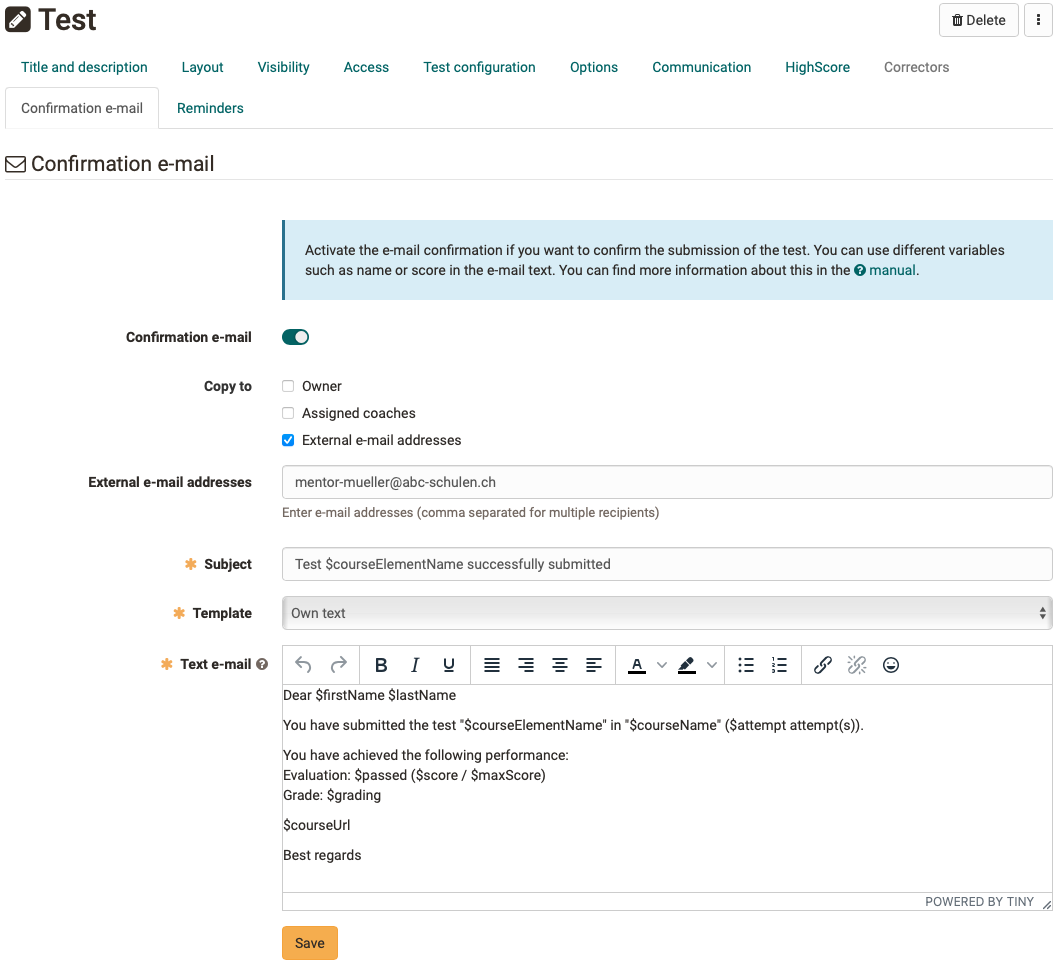 Test
Delete
Title and description Layout Visibility Access Test configuration Options Communication HighScore Correctors
Confirmation e-mail Reminders
Confirmation e-mail
Activate the e-mail confirmation if you want to confirm the submission of the test. You can use different variables
such as name or score in the e-mail text. You can find more information about this in the manual.
Confirmation e-mail
Copy to Owner
Assigned coaches
External e-mail addresses
External e-mail addresses mentor-mueller@abc-schulen.ch
Enter e-mail addresses (comma separated for multiple recipients)
Subject Test $courseElementName successfully submitted
Template Own text
Text e-mail
Dear $firstName $lastName
You have submitted the test "$courseElementName" in "$courseName" ($attempt attempt(s)).
You have achieved the following performance:
Evaluation: $passed ($score / $maxScore)
Grade: $grading
$courseUrl
Best regards
POWERED BY TINY
Save